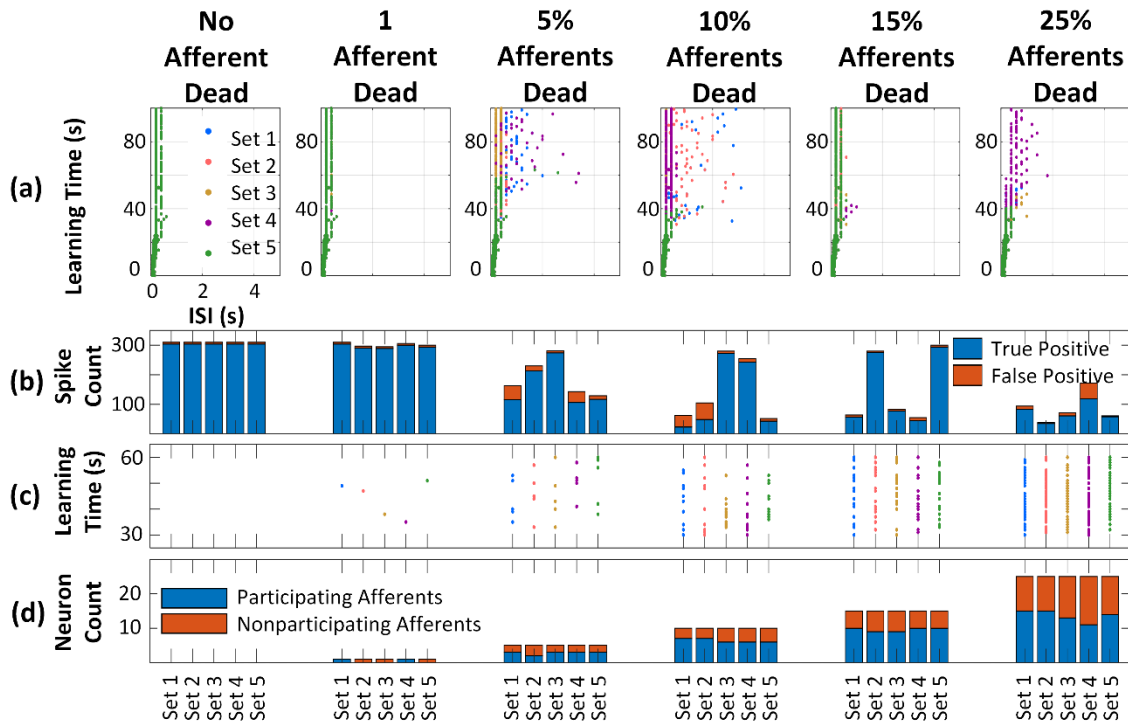 No Afferent Dead
1 Afferent Dead
5% Afferents Dead
10% Afferents Dead
15% Afferents Dead
25% Afferents Dead
(a)
Learning Time (s)
80
40
0
Set 1
Set 2
Set 3
Set 4
Set 5
0 2 4
ISI (s)
80
40
0
80
40
0
80
40
0
80
40
0
80
40
0
(b)
Spike Count
300
100
True Positive
False Positive
(c)
Learning Time (s)
60
30
(d)
Neuron Count
20
10
Participating Afferents
Nonparticipating Afferents
Set 1 Set 2 Set 3 Set 4 Set 5
Set 1 Set 2 Set 3 Set 4 Set 5
Set 1 Set 2 Set 3 Set 4 Set 5
Set 1 Set 2 Set 3 Set 4 Set 5
Set 1 Set 2 Set 3 Set 4 Set 5
Set 1 Set 2 Set 3 Set 4 Set 5